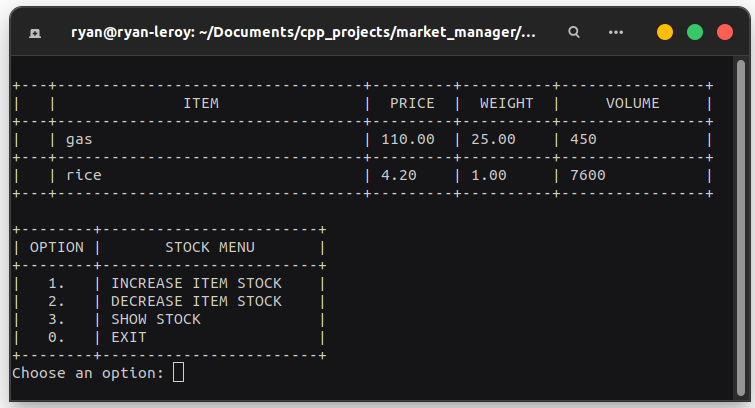 ryan@ryan-leroy: ~/Documents/cpp_projects/market_manager/...
+---+----------------------------------+---------+----------+----------------+
|   |              ITEM                |  PRICE  |  WEIGHT  |     VOLUME     |
+---+----------------------------------+---------+----------+----------------+
|   | gas                              | 110.00  | 25.00    | 450            |
+---+----------------------------------+---------+----------+----------------+
|   | rice                             | 4.20    | 1.00     | 7600           |
+---+----------------------------------+---------+----------+----------------+
+--------+------------------------+
| OPTION |       STOCK MENU       |
+--------+------------------------+
|   1.   | INCREASE ITEM STOCK    |
|   2.   | DECREASE ITEM STOCK    |
|   3.   | SHOW STOCK             |
|   0.   | EXIT                   |
+--------+------------------------+
Choose an option: